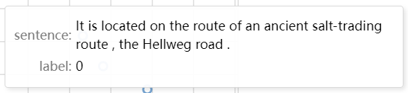 sentence: It is located on the route of an ancient salt-trading
route , the Hellweg road .
label: 0